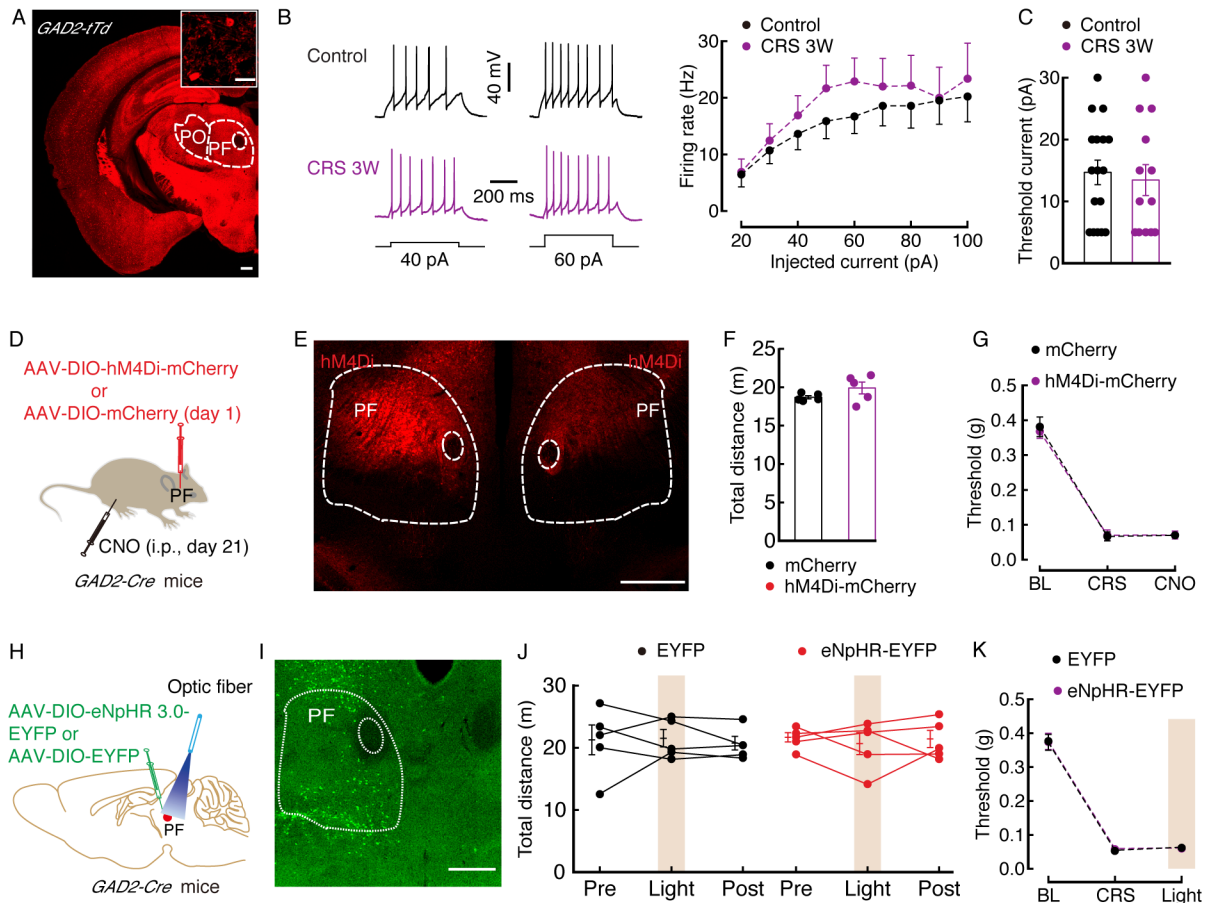 A
GAD2-tTd
PO
PF
B
Control
40 mV
CRS 3W
200 ms
40 pA
60 pA
Control
CRS 3W
Firing rate (Hz)
30
20
10
0
20
40
60
80
100
Injected current (pA)
C
Control
CRS 3W
Threshold current (pA)
30
20
10
0
D
AAV-DIO-hM4Di-mCherry
or
AAV-DIO-mCherry (day 1)
PF
CNO (i.p., day 21)
GAD2-Cre mice
E
hM4Di
hM4Di
PF
PF
F
Total distance (m)
25
20
15
10
5
0
mCherry
hM4Di-mCherry
G
mCherry
hM4Di-mCherry
Threshold (g)
0.5
0.4
0.3
0.2
0.1
0.0
BL
CRS
CNO
H
Optic fiber
AAV-DIO-eNpHR 3.0-
EYFP or
AAV-DIO-EYFP
PF
GAD2-Cre mice
I
PF
J
EYFP
eNpHR-EYFP
Total distance (m)
30
20
10
0
Pre
Light
Post
Pre
Light
Post
K
EYFP
eNpHR-EYFP
Threshold (g)
0.5
0.4
0.3
0.2
0.1
0.0
BL
CRS
Light